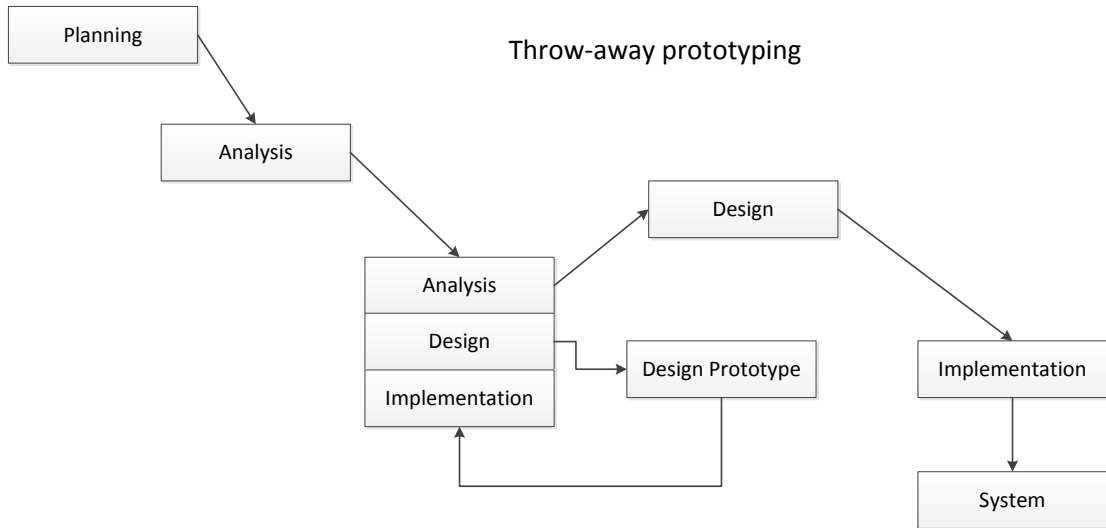 Planning
Throw-away prototyping
Analysis
Design
Analysis
Design
Implementation
Design Prototype
Implementation
System